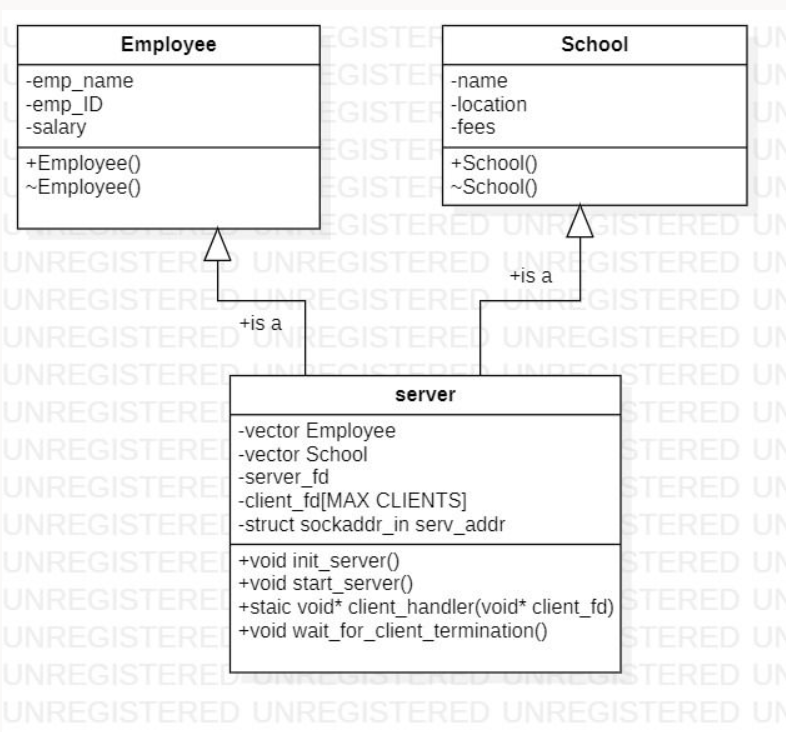 Employee
-emp_name
-emp_ID
-salary
+Employee()
~Employee()
School
-name
-location
-fees
+School()
~School()
+is a
+is a
server
-vector Employee
-vector School
-server_fd
-client_fd[MAX CLIENTS]
-struct sockaddr_in serv_addr
+void init_server()
+void start_server()
+staic void* client_handler(void* client_fd)
+void wait_for_client_termination()
UNREGISTERED